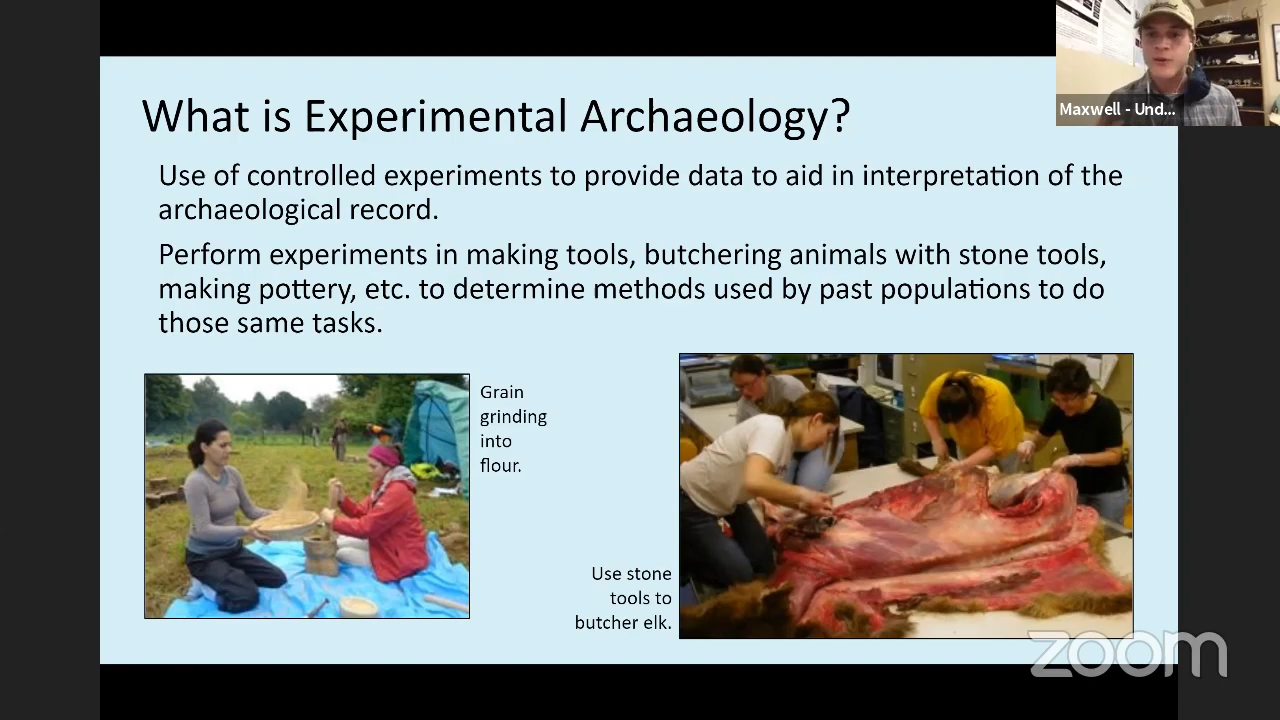 What is Experimental Archaeology?
Use of controlled experiments to provide data to aid in interpretation of the
archaeological record.
Perform experiments in making tools, butchering animals with stone tools,
making pottery, etc. to determine methods used by past populations to do
those same tasks.
Grain
grinding
into
flour.
Use stone
tools to
butcher elk.
Maxwell - Und...
zoom